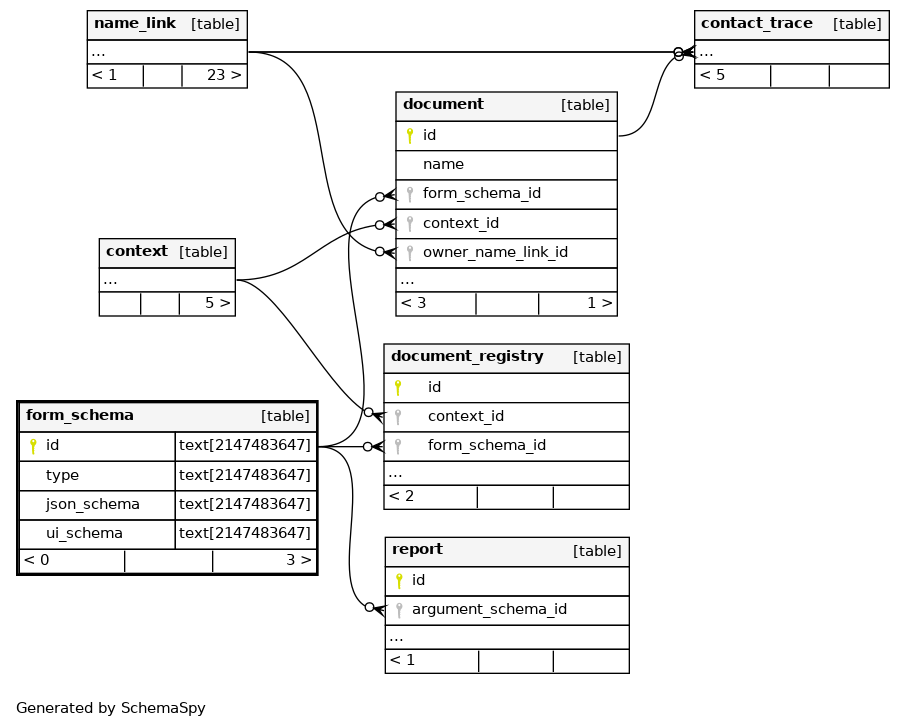 name_link [table]
...
< 1 23 >
contact_trace [table]
...
< 5
document [table]
id
name
form_schema_id
context_id
owner_name_link_id
...
< 3 1 >
context [table]
...
5 >
document_registry [table]
id
context_id
form_schema_id
...
< 2
form_schema [table]
id text[2147483647]
type text[2147483647]
json_schema text[2147483647]
ui_schema text[2147483647]
< 0 3 >
report [table]
id
argument_schema_id
...
< 1
Generated by SchemaSpy